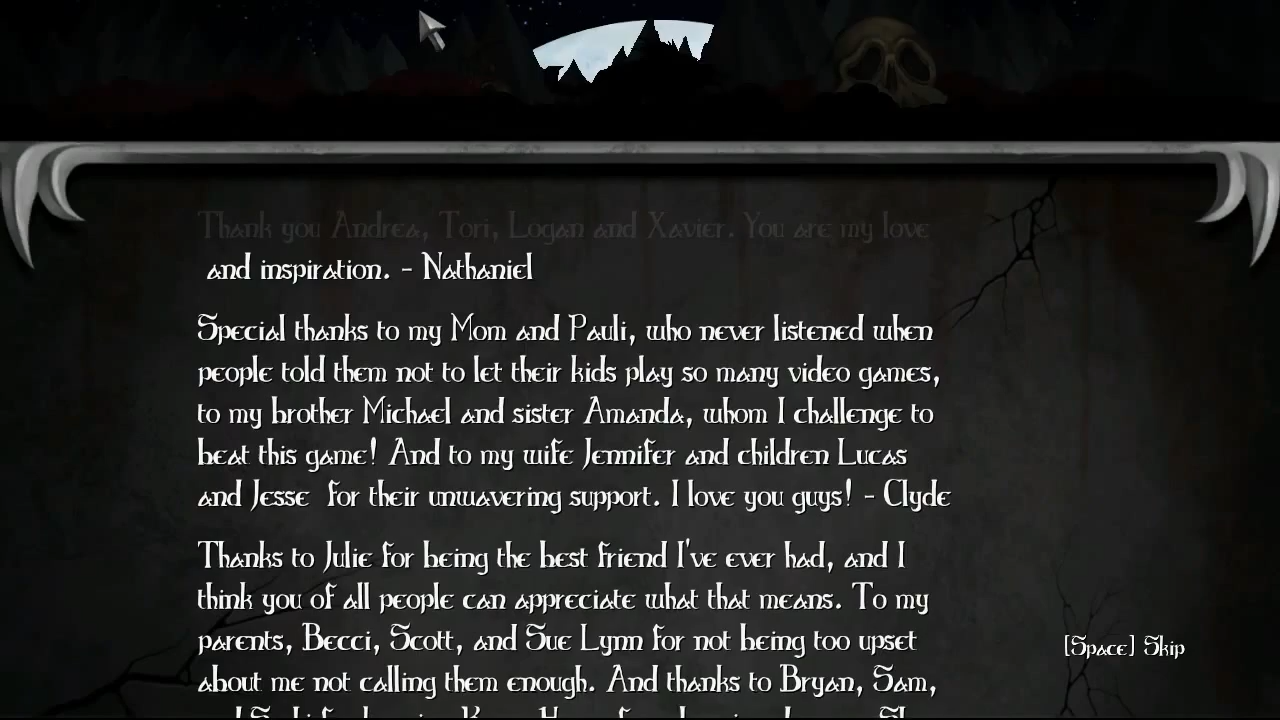 Thank you Andrea, Tori, Logan and Xavier. You are my love
and inspiration. - Nathaniel
Special thanks to my Mom and Pauli, who never listened when
people told them not to let their kids play so many video games,
to my brother Michael and sister Amanda, whom I challenge to
beat this game! And to my wife Jennifer and children Lucas
and Jesse for their unwavering support. I love you guys! - Clyde
Thanks to Julie for being the best friend I've ever had, and I
think you of all people can appreciate what that means. To my
parents, Becci, Scott, and Sue Lynn for not being too upset
about me not calling them enough. And thanks to Bryan, Sam,
[Space] Skip